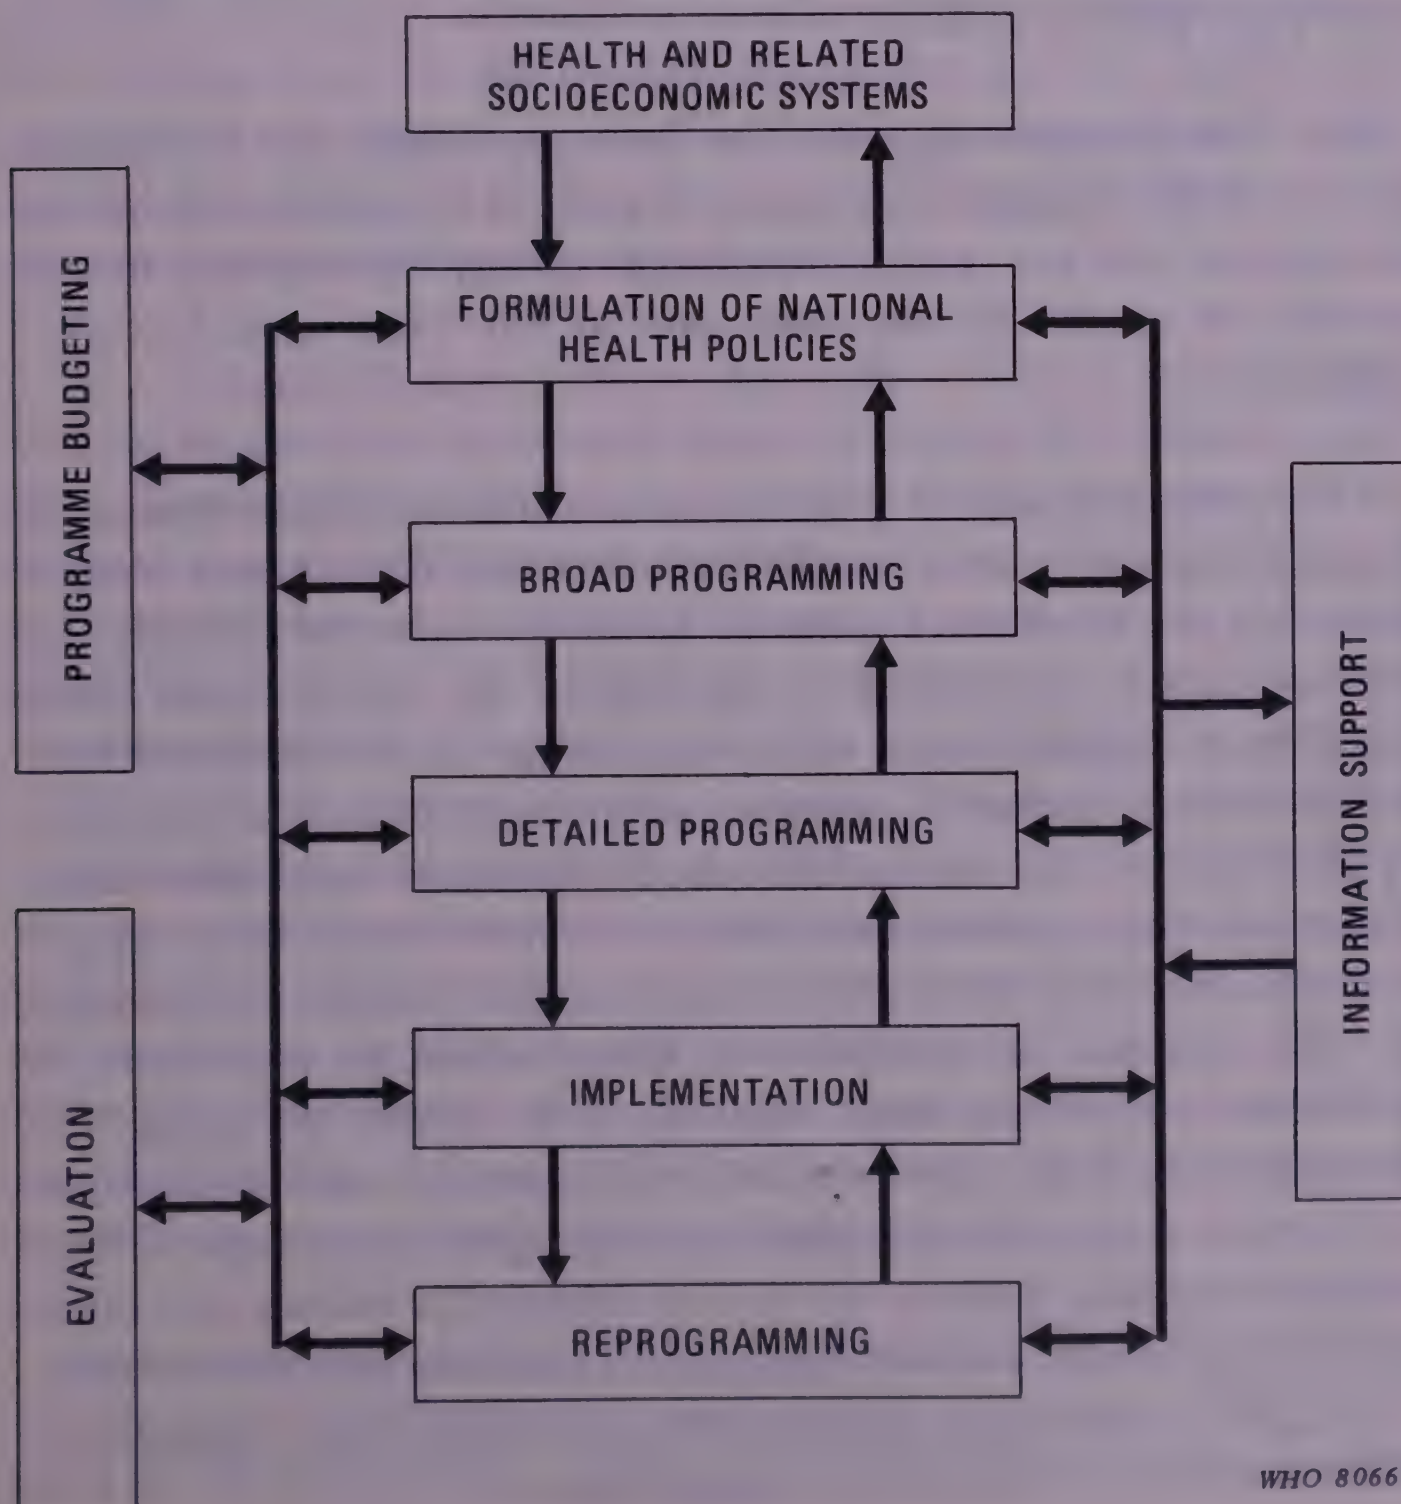 HEALTH AND RELATED
SOCIOECONOMIC SYSTEMS
PROGRAMME BUDGETING
FORMULATION OF NATIONAL
HEALTH POLICIES
BROAD PROGRAMMING
INFORMATION SUPPORT
DETAILED PROGRAMMING
IMPLEMENTATION
EVALUATION
REPROGRAMMING
WHO 8066